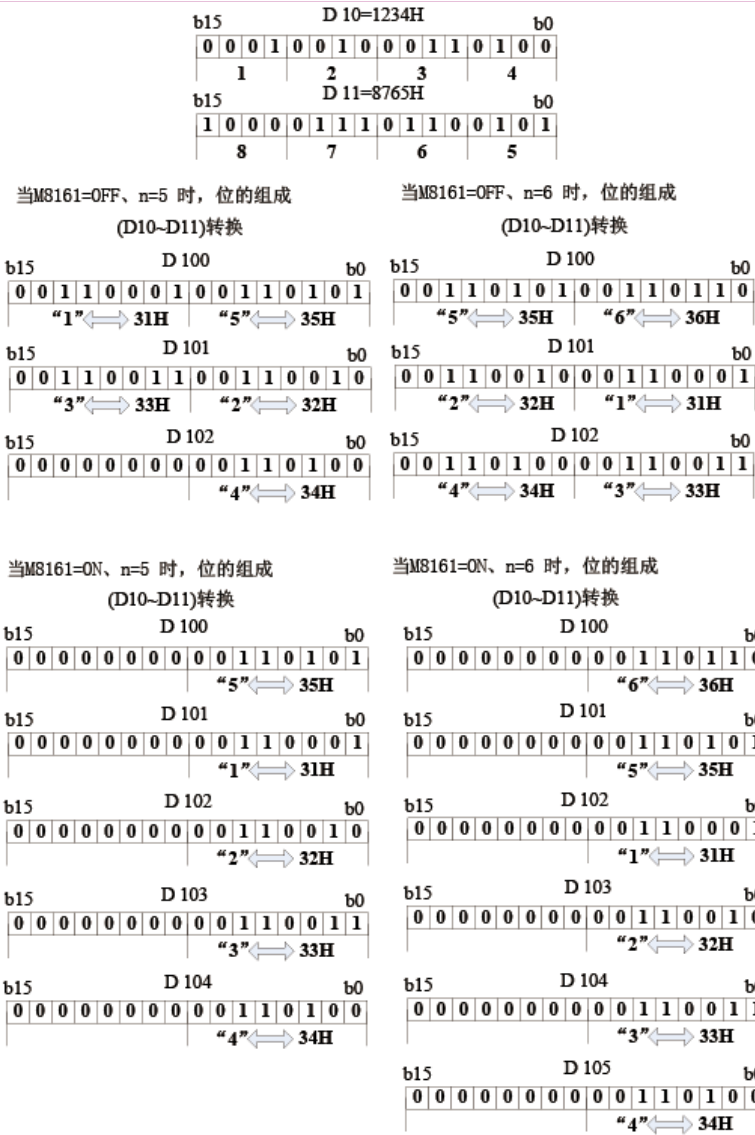 D 10=1234H
b15 b0
0 0 0 1 0 0 1 0 0 0 1 1 0 1 0 0
1 2 3 4
D 11=8765H
b15 b0
1 0 0 0 0 1 1 1 0 1 1 0 0 1 0 1
8 7 6 5
当M8161=OFF、n=5 时，位的组成
(D10~D11)转换
D 100
b15 b0
0 0 1 1 0 0 0 1 0 0 1 1 0 1 0 1
“1” 31H “5” 35H
D 101
b15 b0
0 0 1 1 0 0 1 1 0 0 1 1 0 0 1 0
“3” 33H “2” 32H
D 102
b15 b0
0 0 0 0 0 0 0 0 0 0 1 1 0 1 0 0
“4” 34H
当M8161=OFF、n=6 时，位的组成
(D10~D11)转换
D 100
b15 b0
0 0 1 1 0 1 0 1 0 0 1 1 0 1 1 0
“5” 35H “6” 36H
D 101
b15 b0
0 0 1 1 0 0 1 0 0 0 1 1 0 0 0 1
“2” 32H “1” 31H
D 102
b15 b0
0 0 1 1 0 1 0 0 0 0 1 1 0 0 1 1
“4” 34H “3” 33H
当M8161=ON、n=5 时，位的组成
(D10~D11)转换
D 100
b15 b0
0 0 0 0 0 0 0 0 0 0 1 1 0 1 0 1
“5” 35H
D 101
b15 b0
0 0 0 0 0 0 0 0 0 0 1 1 0 0 0 1
“1” 31H
D 102
b15 b0
0 0 0 0 0 0 0 0 0 0 1 1 0 0 1 0
“2” 32H
D 103
b15 b0
0 0 0 0 0 0 0 0 0 0 1 1 0 0 1 1
“3” 33H
D 104
b15 b0
0 0 0 0 0 0 0 0 0 0 1 1 0 1 0 0
“4” 34H
当M8161=ON、n=6 时，位的组成
(D10~D11)转换
D 100
b15
0 0 0 0 0 0 0 0 0 0 1 1 0 1 1 0
“6” 36H
D 101
b15
0 0 0 0 0 0 0 0 0 0 1 1 0 1 0 1
“5” 35H
D 102
b15
0 0 0 0 0 0 0 0 0 0 1 1 0 0 0 1
“1” 31H
D 103
b15
0 0 0 0 0 0 0 0 0 0 1 1 0 0 1 0
“2” 32H
D 104
b15
0 0 0 0 0 0 0 0 0 0 1 1 0 0 1 1
“3” 33H
D 105
b15
0 0 0 0 0 0 0 0 0 0 1 1 0 1 0 0
“4” 34H